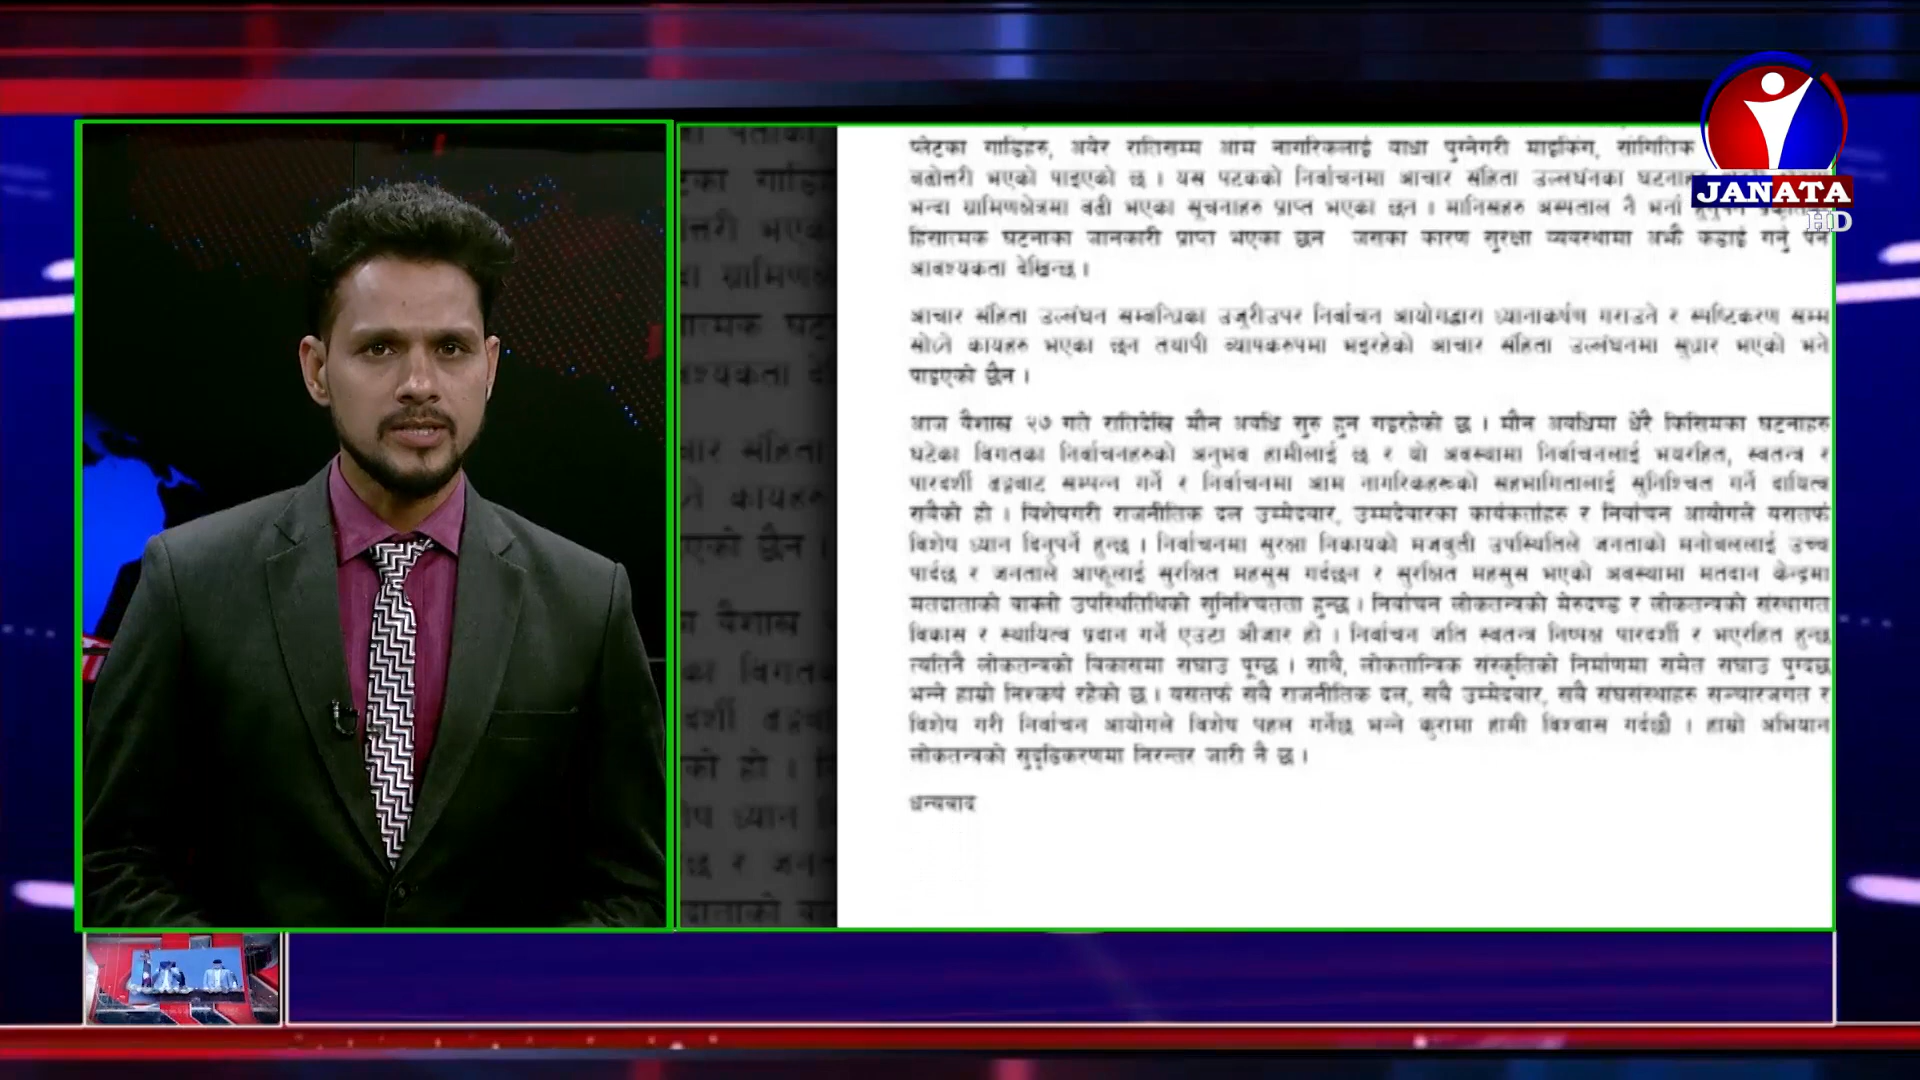 JANATA
HD
प्लेटका गाडिहरु, अबेर रातिसम्म आम नागरिकलाई बाधा पुग्नेगरी माइकिंग, सांगितिक
बढोत्तरी भएको पाइएको छ । यस पटकको निर्वाचनमा आचार संहिता उल्लघंनका
भन्दा ग्रामिणक्षेत्रमा बढी भएका सूचनाहरु प्राप्त भएका छन । मानिसहरु अस्पताल नै भर्ना
हिंसात्मक घटनाका जानकारी प्राप्त भएका छन जसका कारण सुरक्षा व्यवस्थामा अझै कडाई गर्नु पर्ने
आवश्यकता देखिन्छ ।
आचार संहिता उल्लंघन सम्बन्धिका उजुरीउपर निर्वाचन आयोगद्वारा ध्यानाकर्षण गराउने र स्पष्टिकरण सम्म
सोध्ने कायहरु भएका छन तथापी व्यापकरुपमा भइरहेको आचार संहिता उल्लंघनमा सुधार भएको भने
पाइएको छैन ।
आज बैशाख २७ गते रातिदेखि मौन अवधि सुरु हुन गइरहेको छ । मौन अवधिमा धेरै किसिमका घटनाहरु
घटेका विगतका निर्वाचनहरुको अनुभव हामीलाई छ र यो अवस्थामा निर्वाचनलाई भयरहित, स्वतन्त्र र
पारदर्शी ढङ्गबाट सम्पन्न गर्ने र निर्वाचनमा आम नागरिकहरूको सहभागितालाई सुनिश्चित गर्ने दायित्व
सबैको हो । विशेषगरी राजनीतिक दल उम्मेदवार, उम्मदेवारका कार्यकर्ताहरु र निर्वाचन आयोगले यसतर्फ
विशेष ध्यान दिनुपर्ने हुन्छ । निर्वाचनमा सुरक्षा निकायको मजबुती उपस्थितिले जनताको मनोबललाई उच्च
पार्दछ र जनताले आफूलाई सुरक्षित महसुस गर्दछन र सुरक्षित महसुस भएको अवस्थामा मतदान केन्द्रमा
मतदाताको बाक्लो उपस्थितिथिको सुनिश्चितता हुन्छ । निर्वाचन लोकतन्त्रको मेरुदण्ड र लोकतन्त्रको संस्थागत
विकास र स्थायित्व प्रदान गर्ने एउटा औजार हो । निर्वाचन जति स्वतन्त्र निष्पक्ष पारदर्शी र भएरहित हुन्छ
त्यतिनै लोकतन्त्रको विकासमा सघाउ पूग्छ । साथै, लोकतान्त्रिक संस्कृतिको निर्माणमा समेत सघाउ पुग्दछ
भन्ने हाम्रो निश्कर्ष रहेको छ । यसतर्फ सबै राजनीतिक दल, सबै उम्मेदवार, सबै संघसंस्थाहरु सन्चारजगत र
विशेष गरी निर्वाचन आयोगले विशेष पहल गर्नेछ भन्ने कुरामा हामी विश्वास गर्दछौ । हाम्रो अभियान
लोकतन्त्रको सुदृढिकरणमा निरन्तर जारी नै छ ।
धन्यबाद